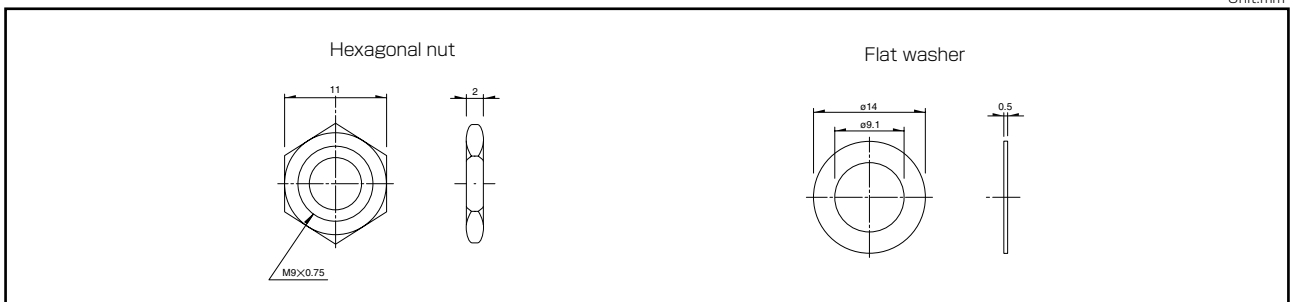 Unit:mm
Hexagonal nut
Flat washer
11
2
ø14
0.5
ø9.1
M9×0.75